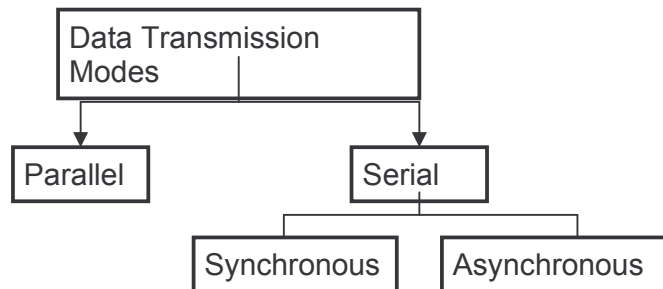 Data Transmission
Modes
Parallel
Serial
Synchronous
Asynchronous